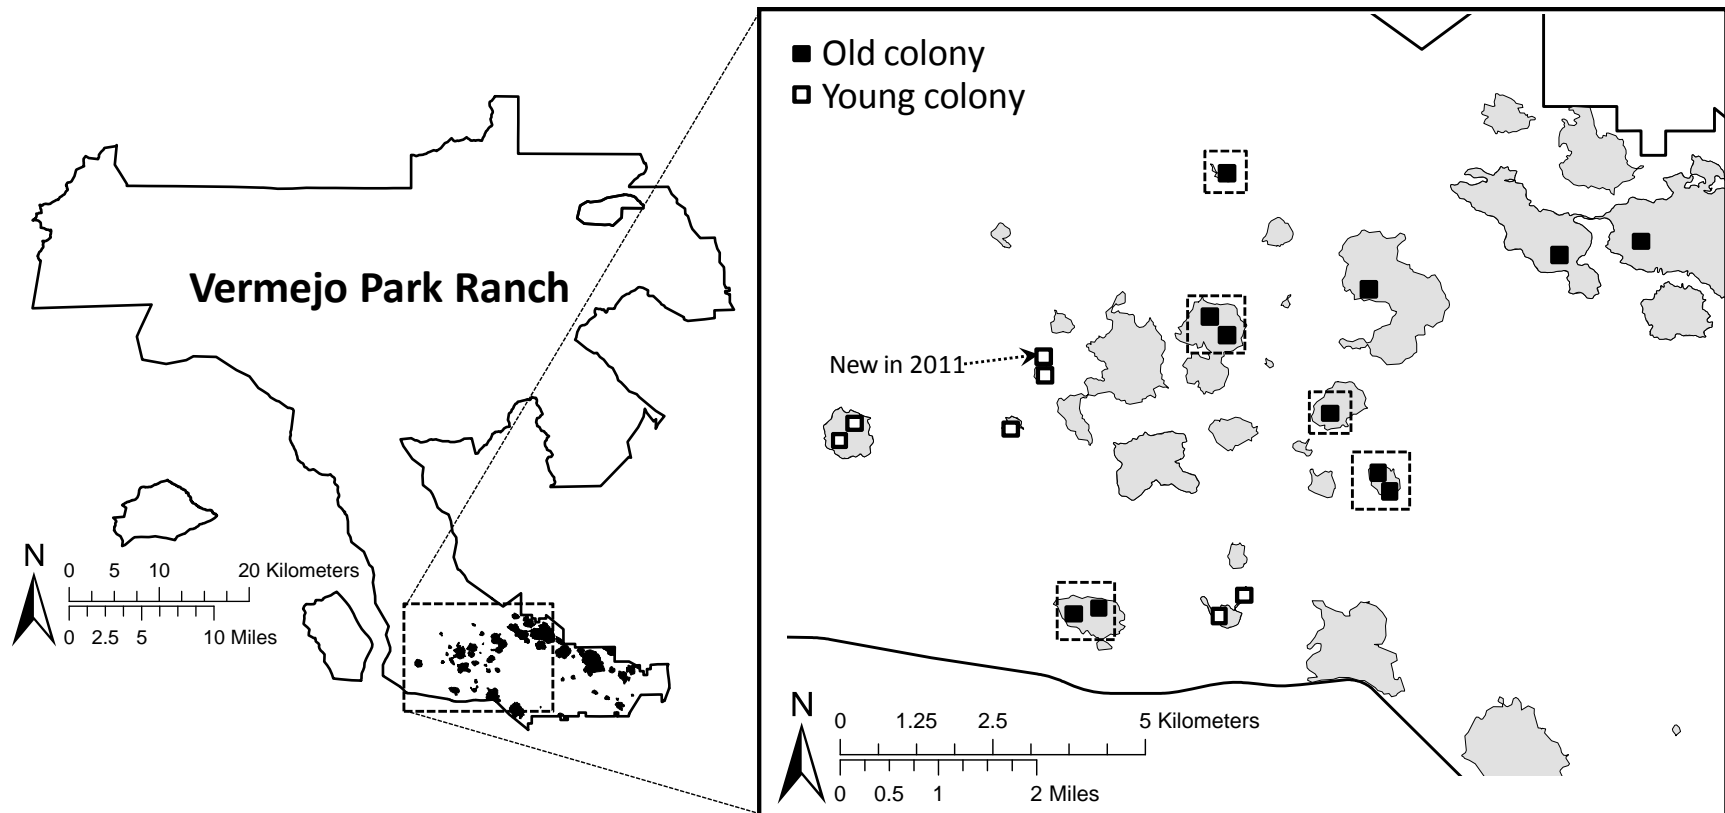 Vermejo Park Ranch
N
0 5 10 20 Kilometers
0 2.5 5 10 Miles
Old colony
Young colony
New in 2011
N
0 1.25 2.5 5 Kilometers
0 0.5 1 2 Miles